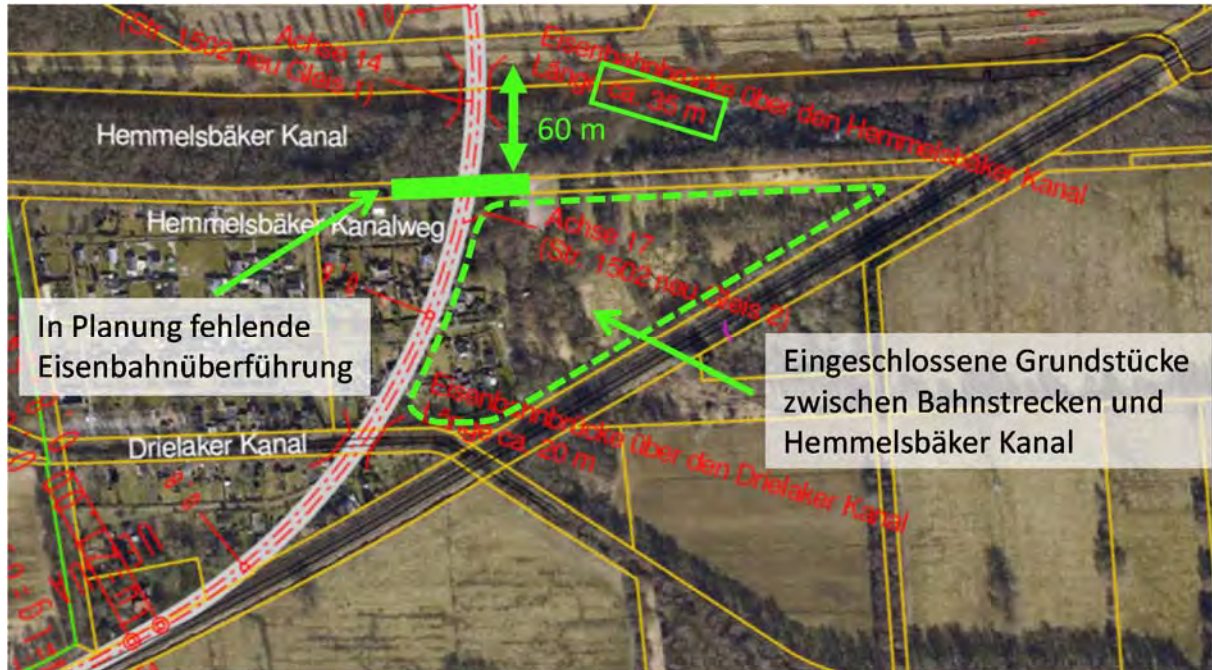 Achse 14
(Str. 1502 neu Gleis 1)
Eisenbahnbrücke über den Hemmelsbäker Kanal
Länge ca. 35 m
60 m
Hemmelsbäker Kanal
Hemmelsbäker Kanalweg
Achse 17
(Str. 1502 neu Gleis 2)
In Planung fehlende
Eisenbahnüberführung
Eingeschlossene Grundstücke
zwischen Bahnstrecken und
Hemmelsbäker Kanal
Drielaker Kanal
Eisenbahnbrücke über den Drielaker Kanal
Länge ca. 20 m